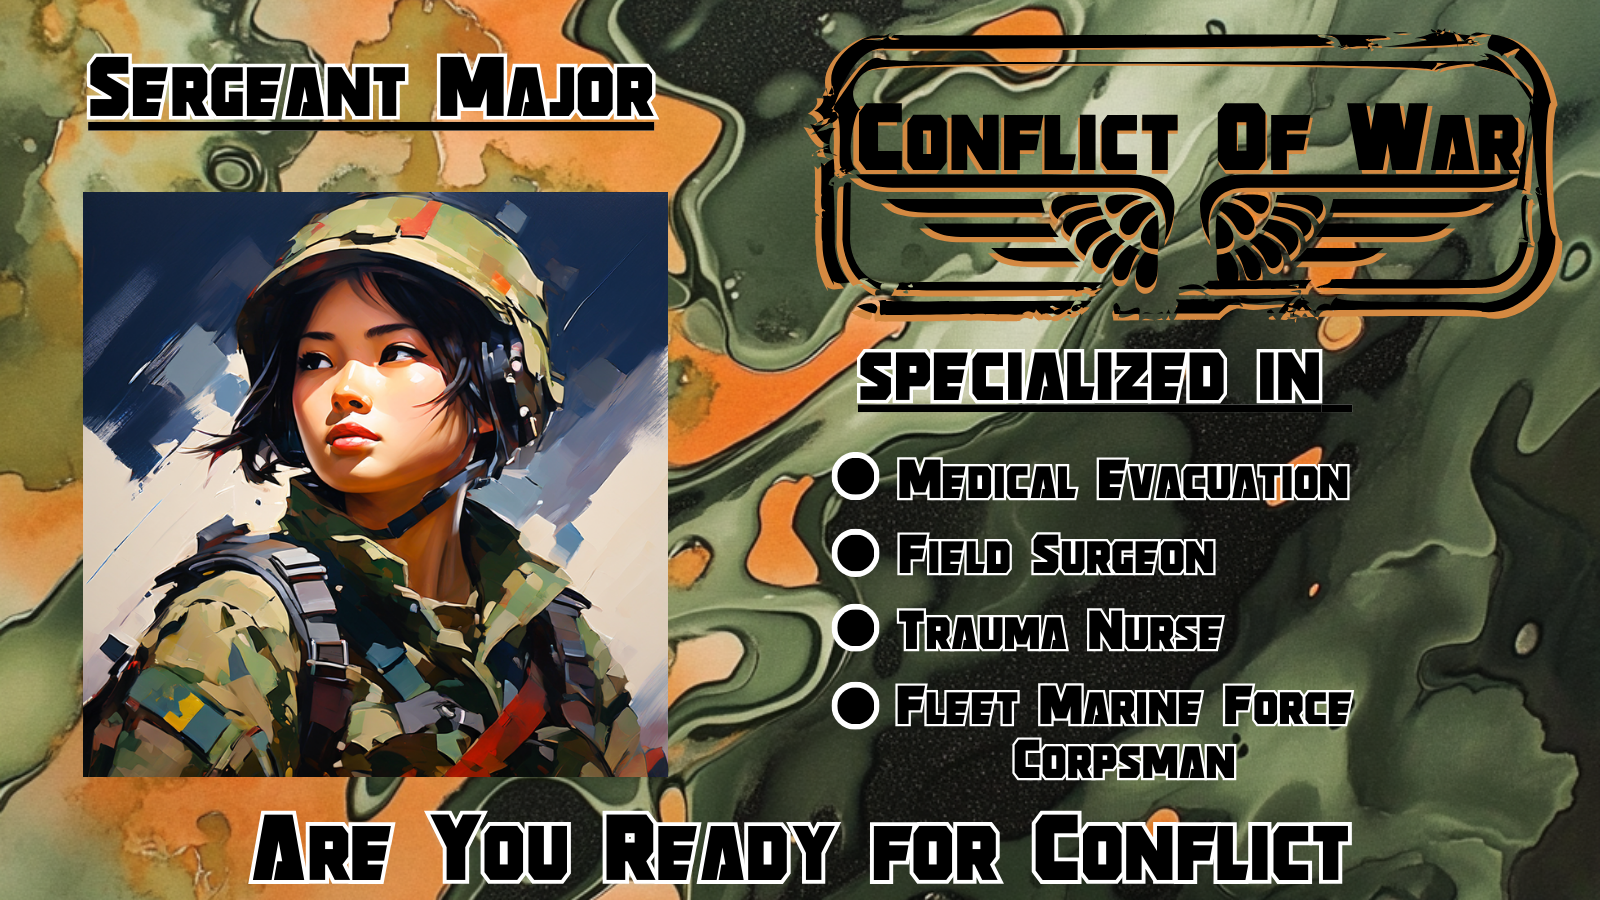 Sergeant Major
Conflict Of War
SPECIALIZED IN
Medical Evacuation
Field Surgeon
Trauma Nurse
Fleet Marine Force
Corpsman
Are You Ready for Conflict